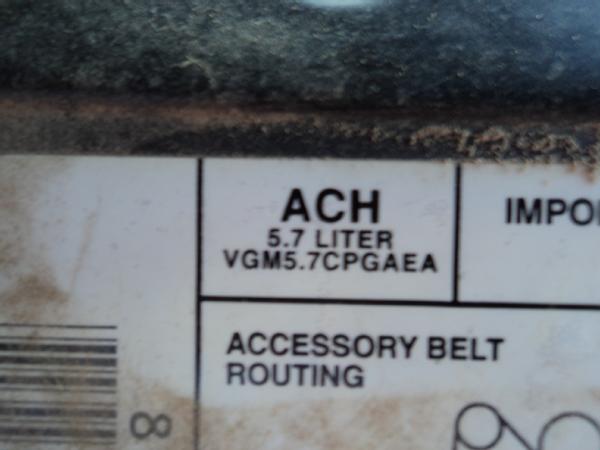 ACH
5.7 LITER
VGM5.7CPGAEA
IMPO
ACCESSORY BELT
ROUTING
8